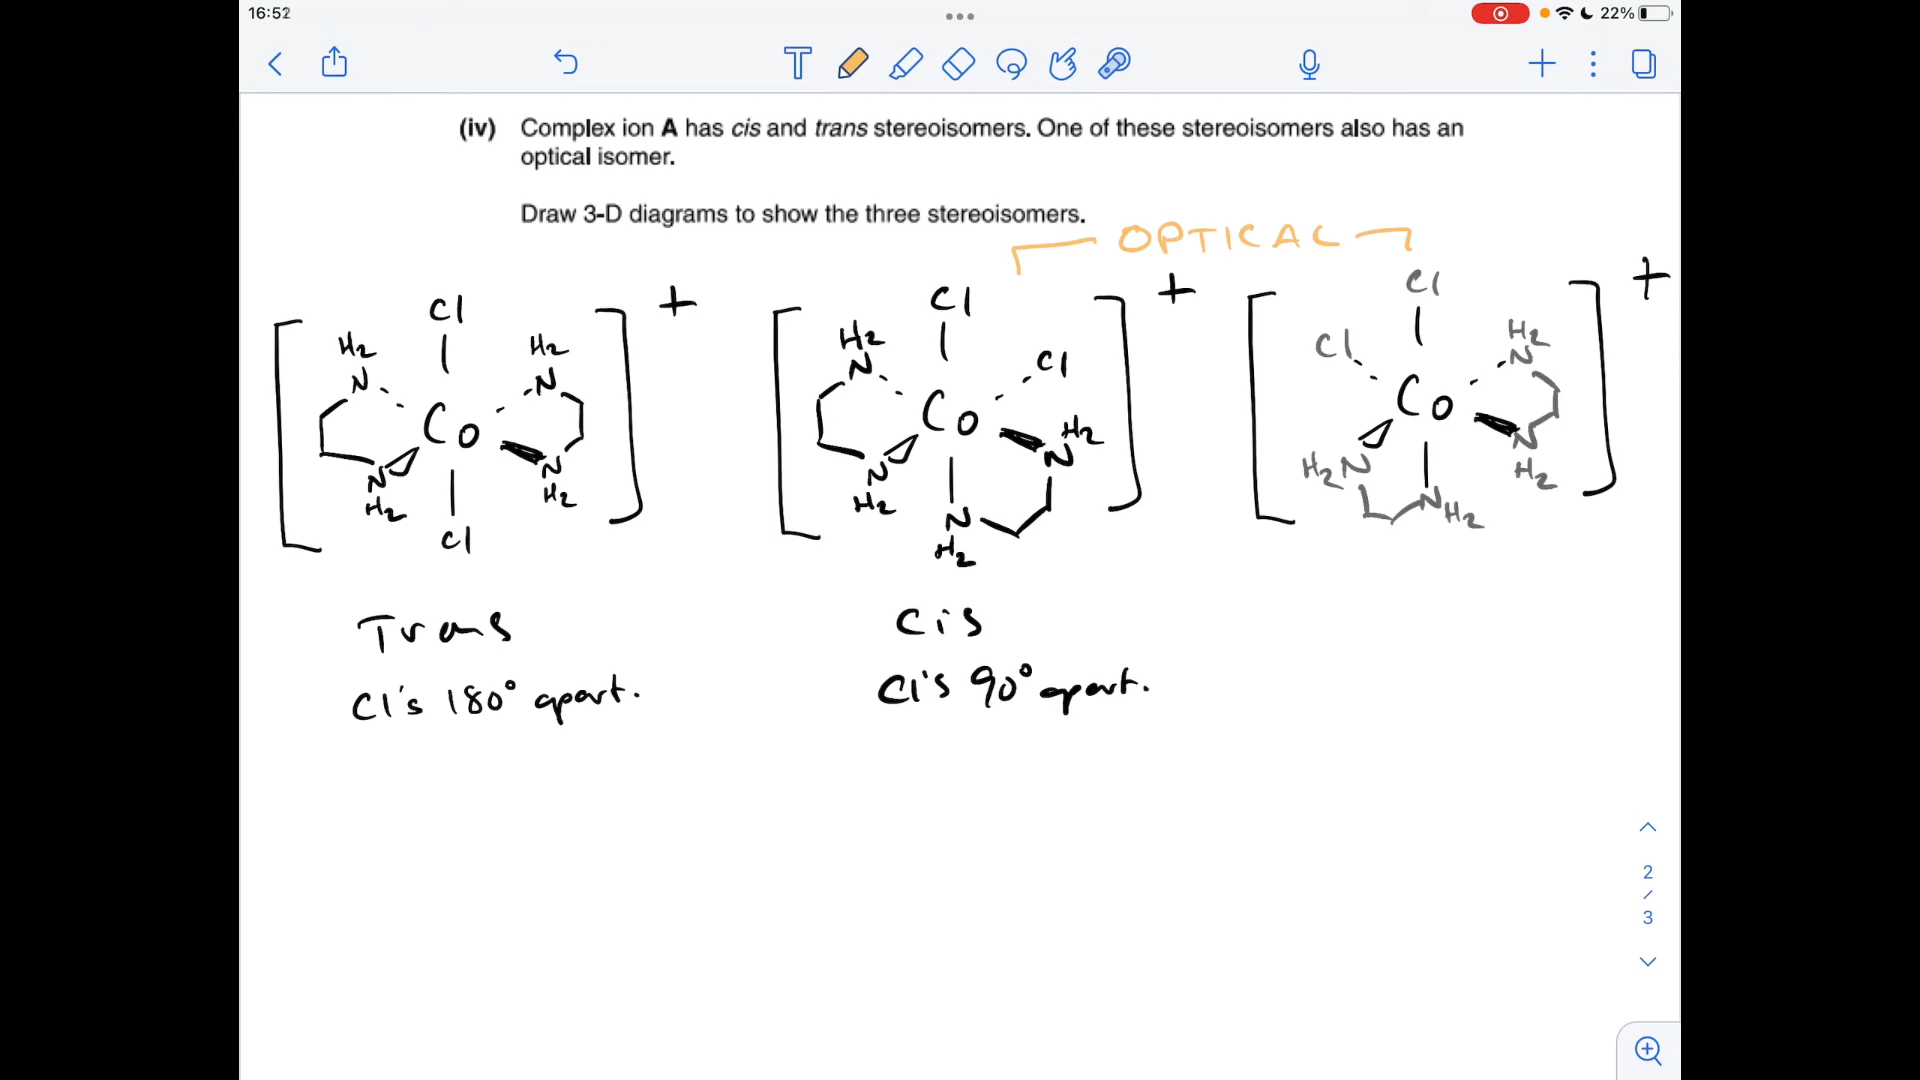 16:52
22%
(iv) Complex ion A has cis and trans stereoisomers. One of these stereoisomers also has an
optical isomer.
Draw 3-D diagrams to show the three stereoisomers.
OPTICAL
Cl
H2
N
H2
N
Co
N
H2
N
H2
Cl
+
Cl
H2
N
Cl
Co
N
H2
H2
N
N
H2
+
Cl
Cl
H2
N
Co
H2N
NH2
N
H2
+
Trans
Cl's 180° apart.
Cis
Cl's 90° apart.
2
/
3